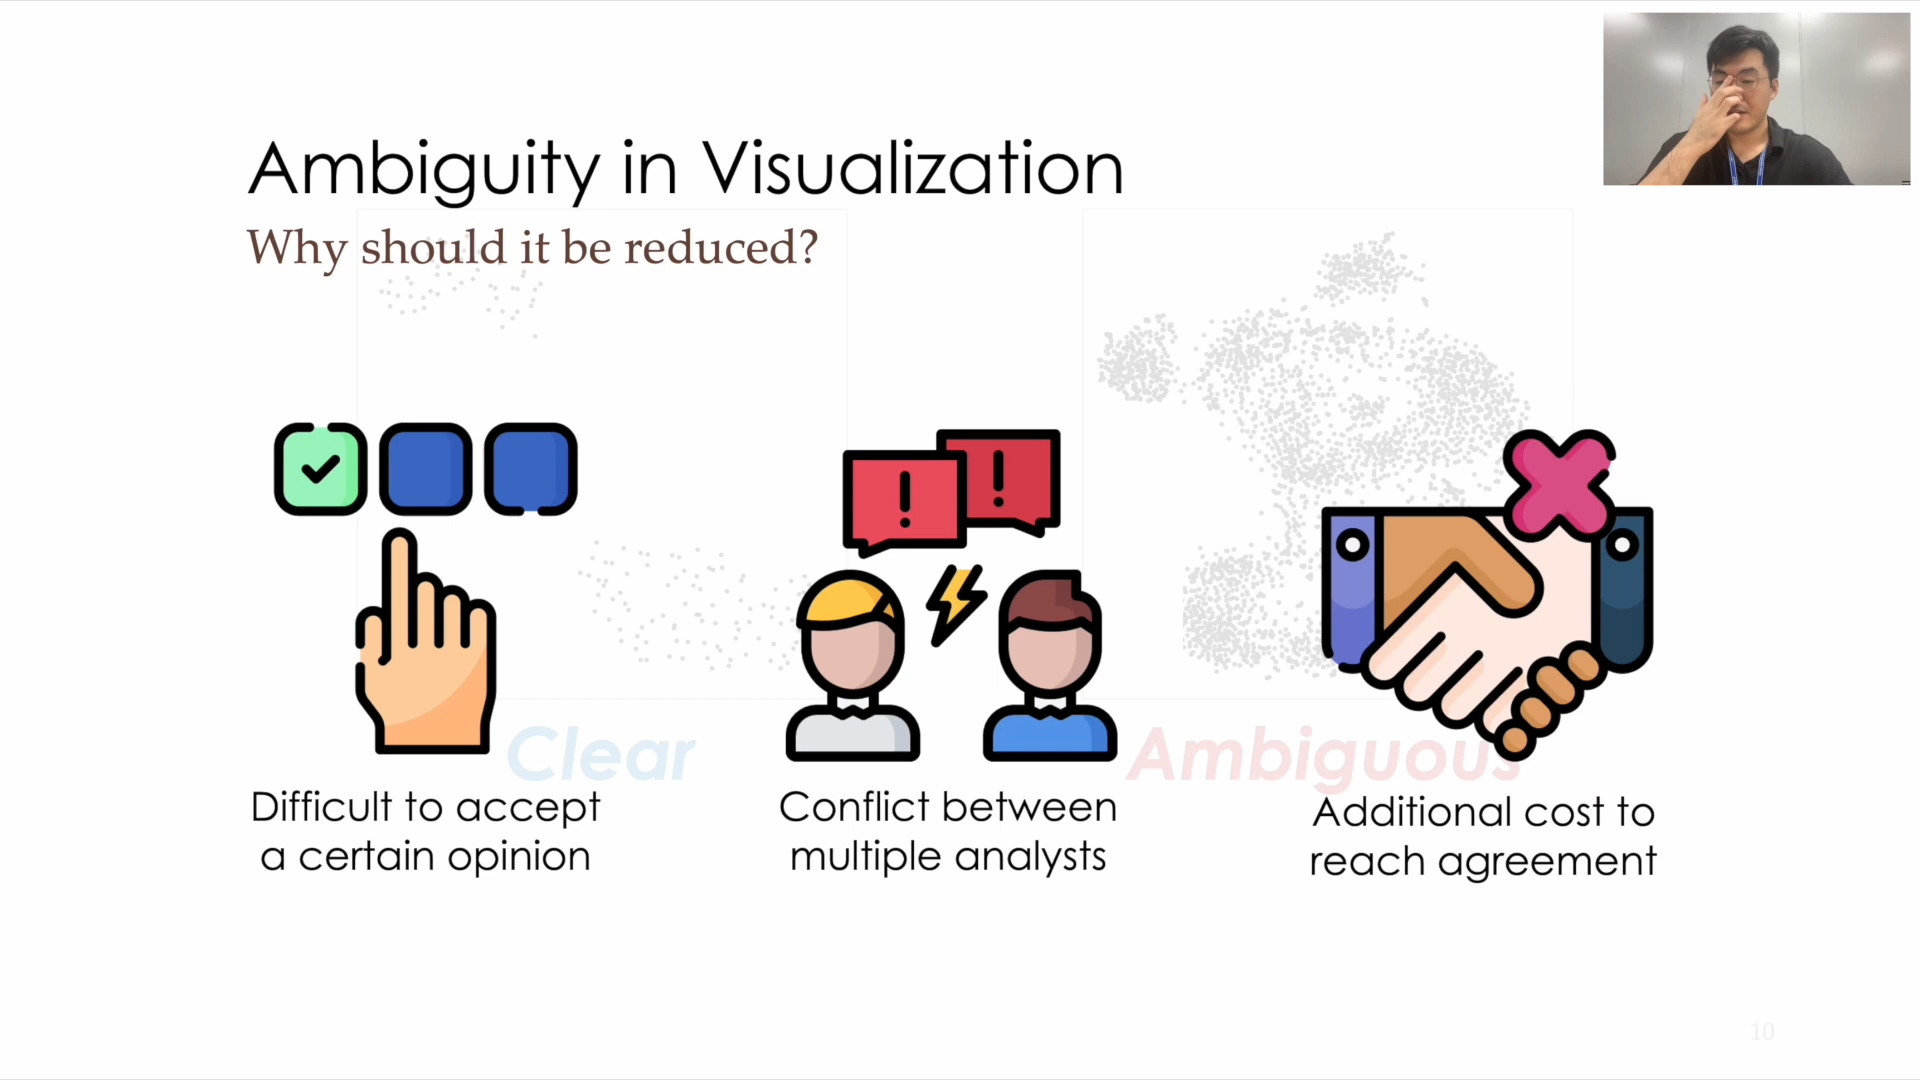 Ambiguity in Visualization
Why should it be reduced?
Clear
Ambiguous
Difficult to accept
a certain opinion
Conflict between
multiple analysts
Additional cost to
reach agreement
10